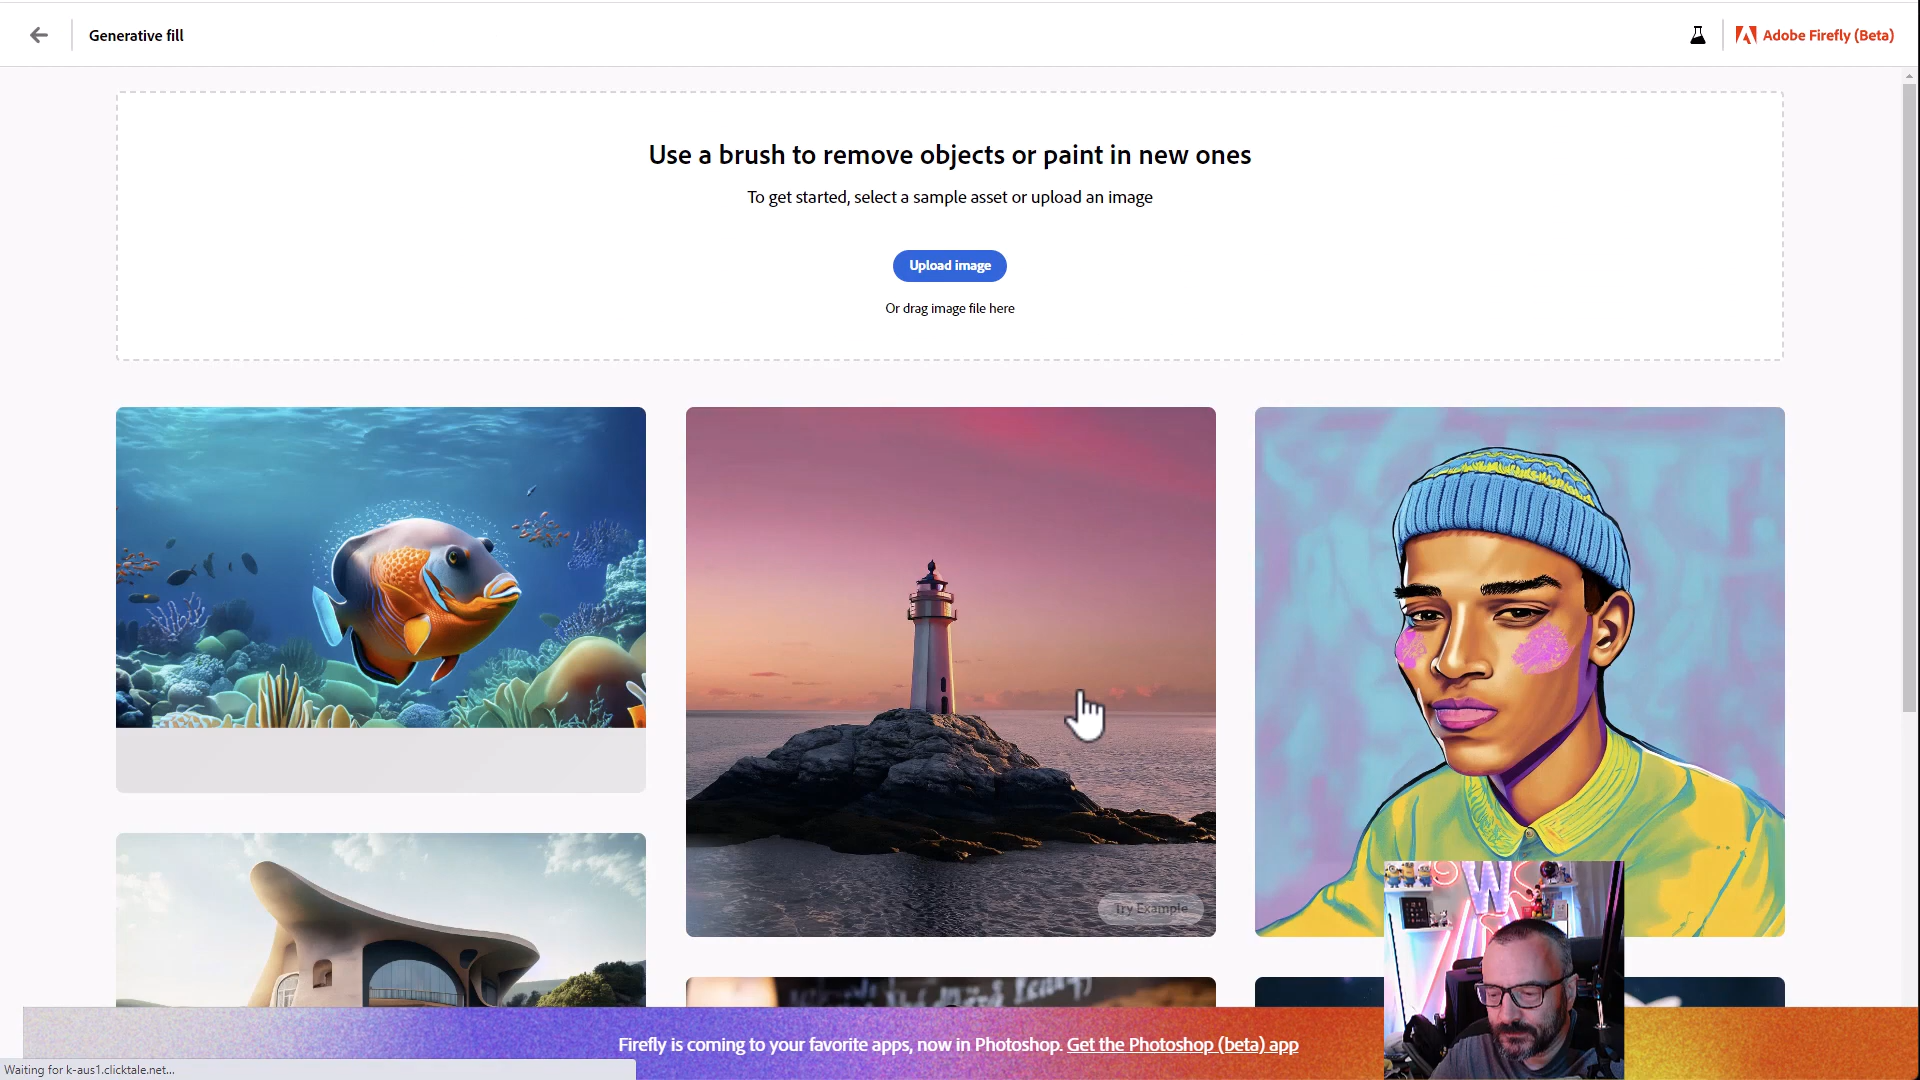 Generative fill
Adobe Firefly (Beta)
Use a brush to remove objects or paint in new ones
To get started, select a sample asset or upload an image
Upload image
Or drag image file here
Try Example
W
Firefly is coming to your favorite apps, now in Photoshop. Get the Photoshop (beta) app
Waiting for k-aus1.clicktale.net...